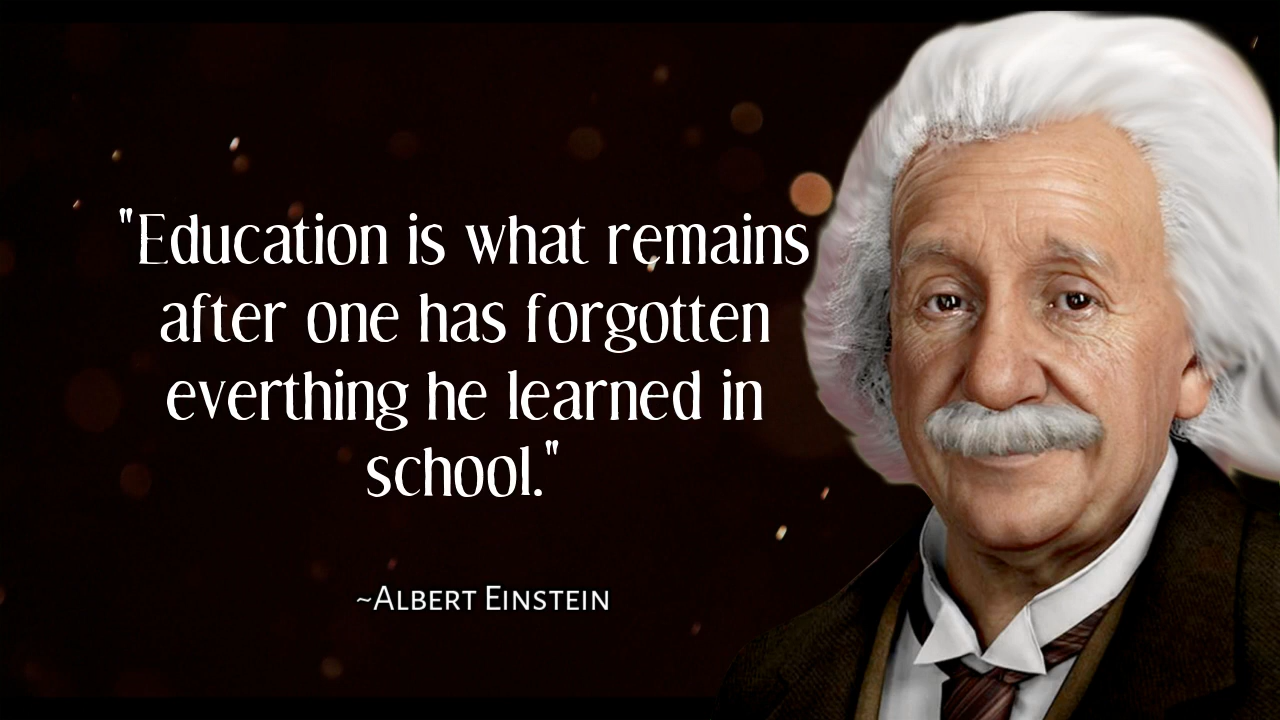 "Education is what remains
after one has forgotten
everthing he learned in
school."
~Albert Einstein